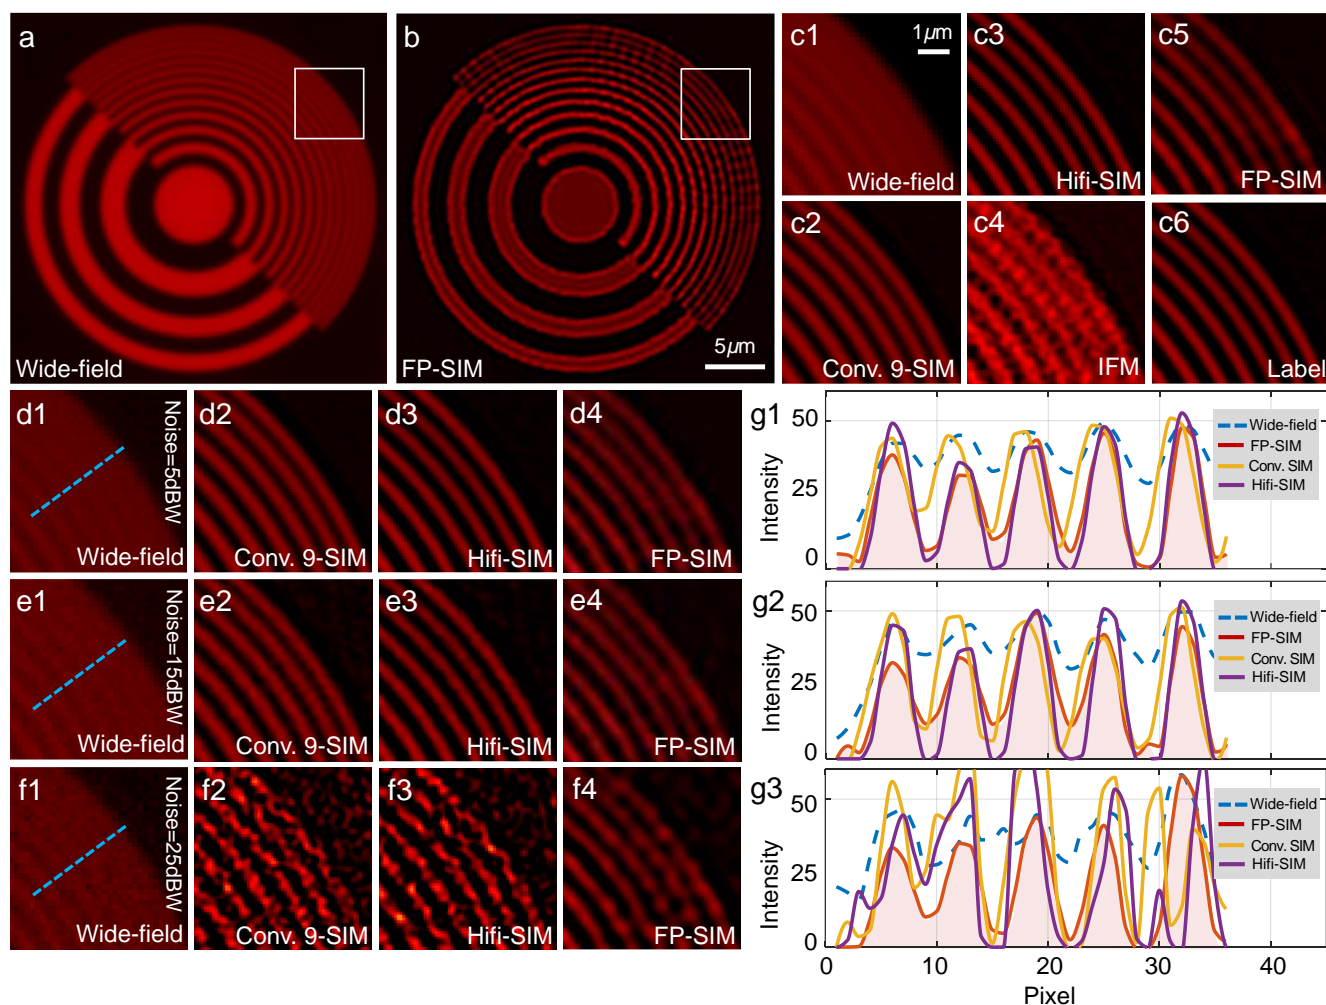 a
Wide-field
b
FP-SIM
5μm
c1
1μm
Wide-field
c3
Hifi-SIM
c5
FP-SIM
c2
Conv. 9-SIM
c4
IFM
c6
Label
d1
Noise=5dBW
Wide-field
d2
Conv. 9-SIM
d3
Hifi-SIM
d4
FP-SIM
e1
Noise=15dBW
Wide-field
e2
Conv. 9-SIM
e3
Hifi-SIM
e4
FP-SIM
f1
Noise=25dBW
Wide-field
f2
Conv. 9-SIM
f3
Hifi-SIM
f4
FP-SIM
g1
Intensity
50
25
0
Wide-field
FP-SIM
Conv. SIM
Hifi-SIM
g2
Intensity
50
25
0
Wide-field
FP-SIM
Conv. SIM
Hifi-SIM
g3
Intensity
50
25
0
Wide-field
FP-SIM
Conv. SIM
Hifi-SIM
0 10 20 30 40
Pixel